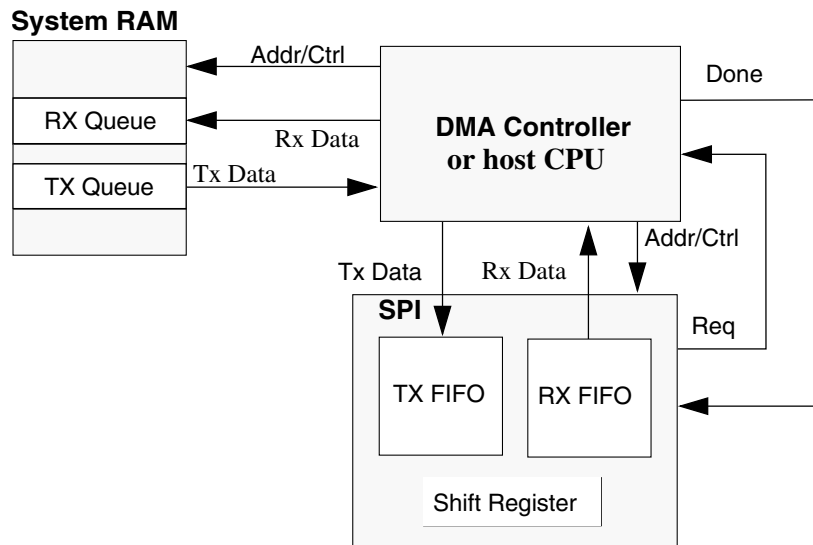 System RAM
Addr/Ctrl
Done
RX Queue
Rx Data
DMA Controller
or host CPU
TX Queue
Tx Data
Addr/Ctrl
Tx Data
Rx Data
SPI
Req
TX FIFO
RX FIFO
Shift Register